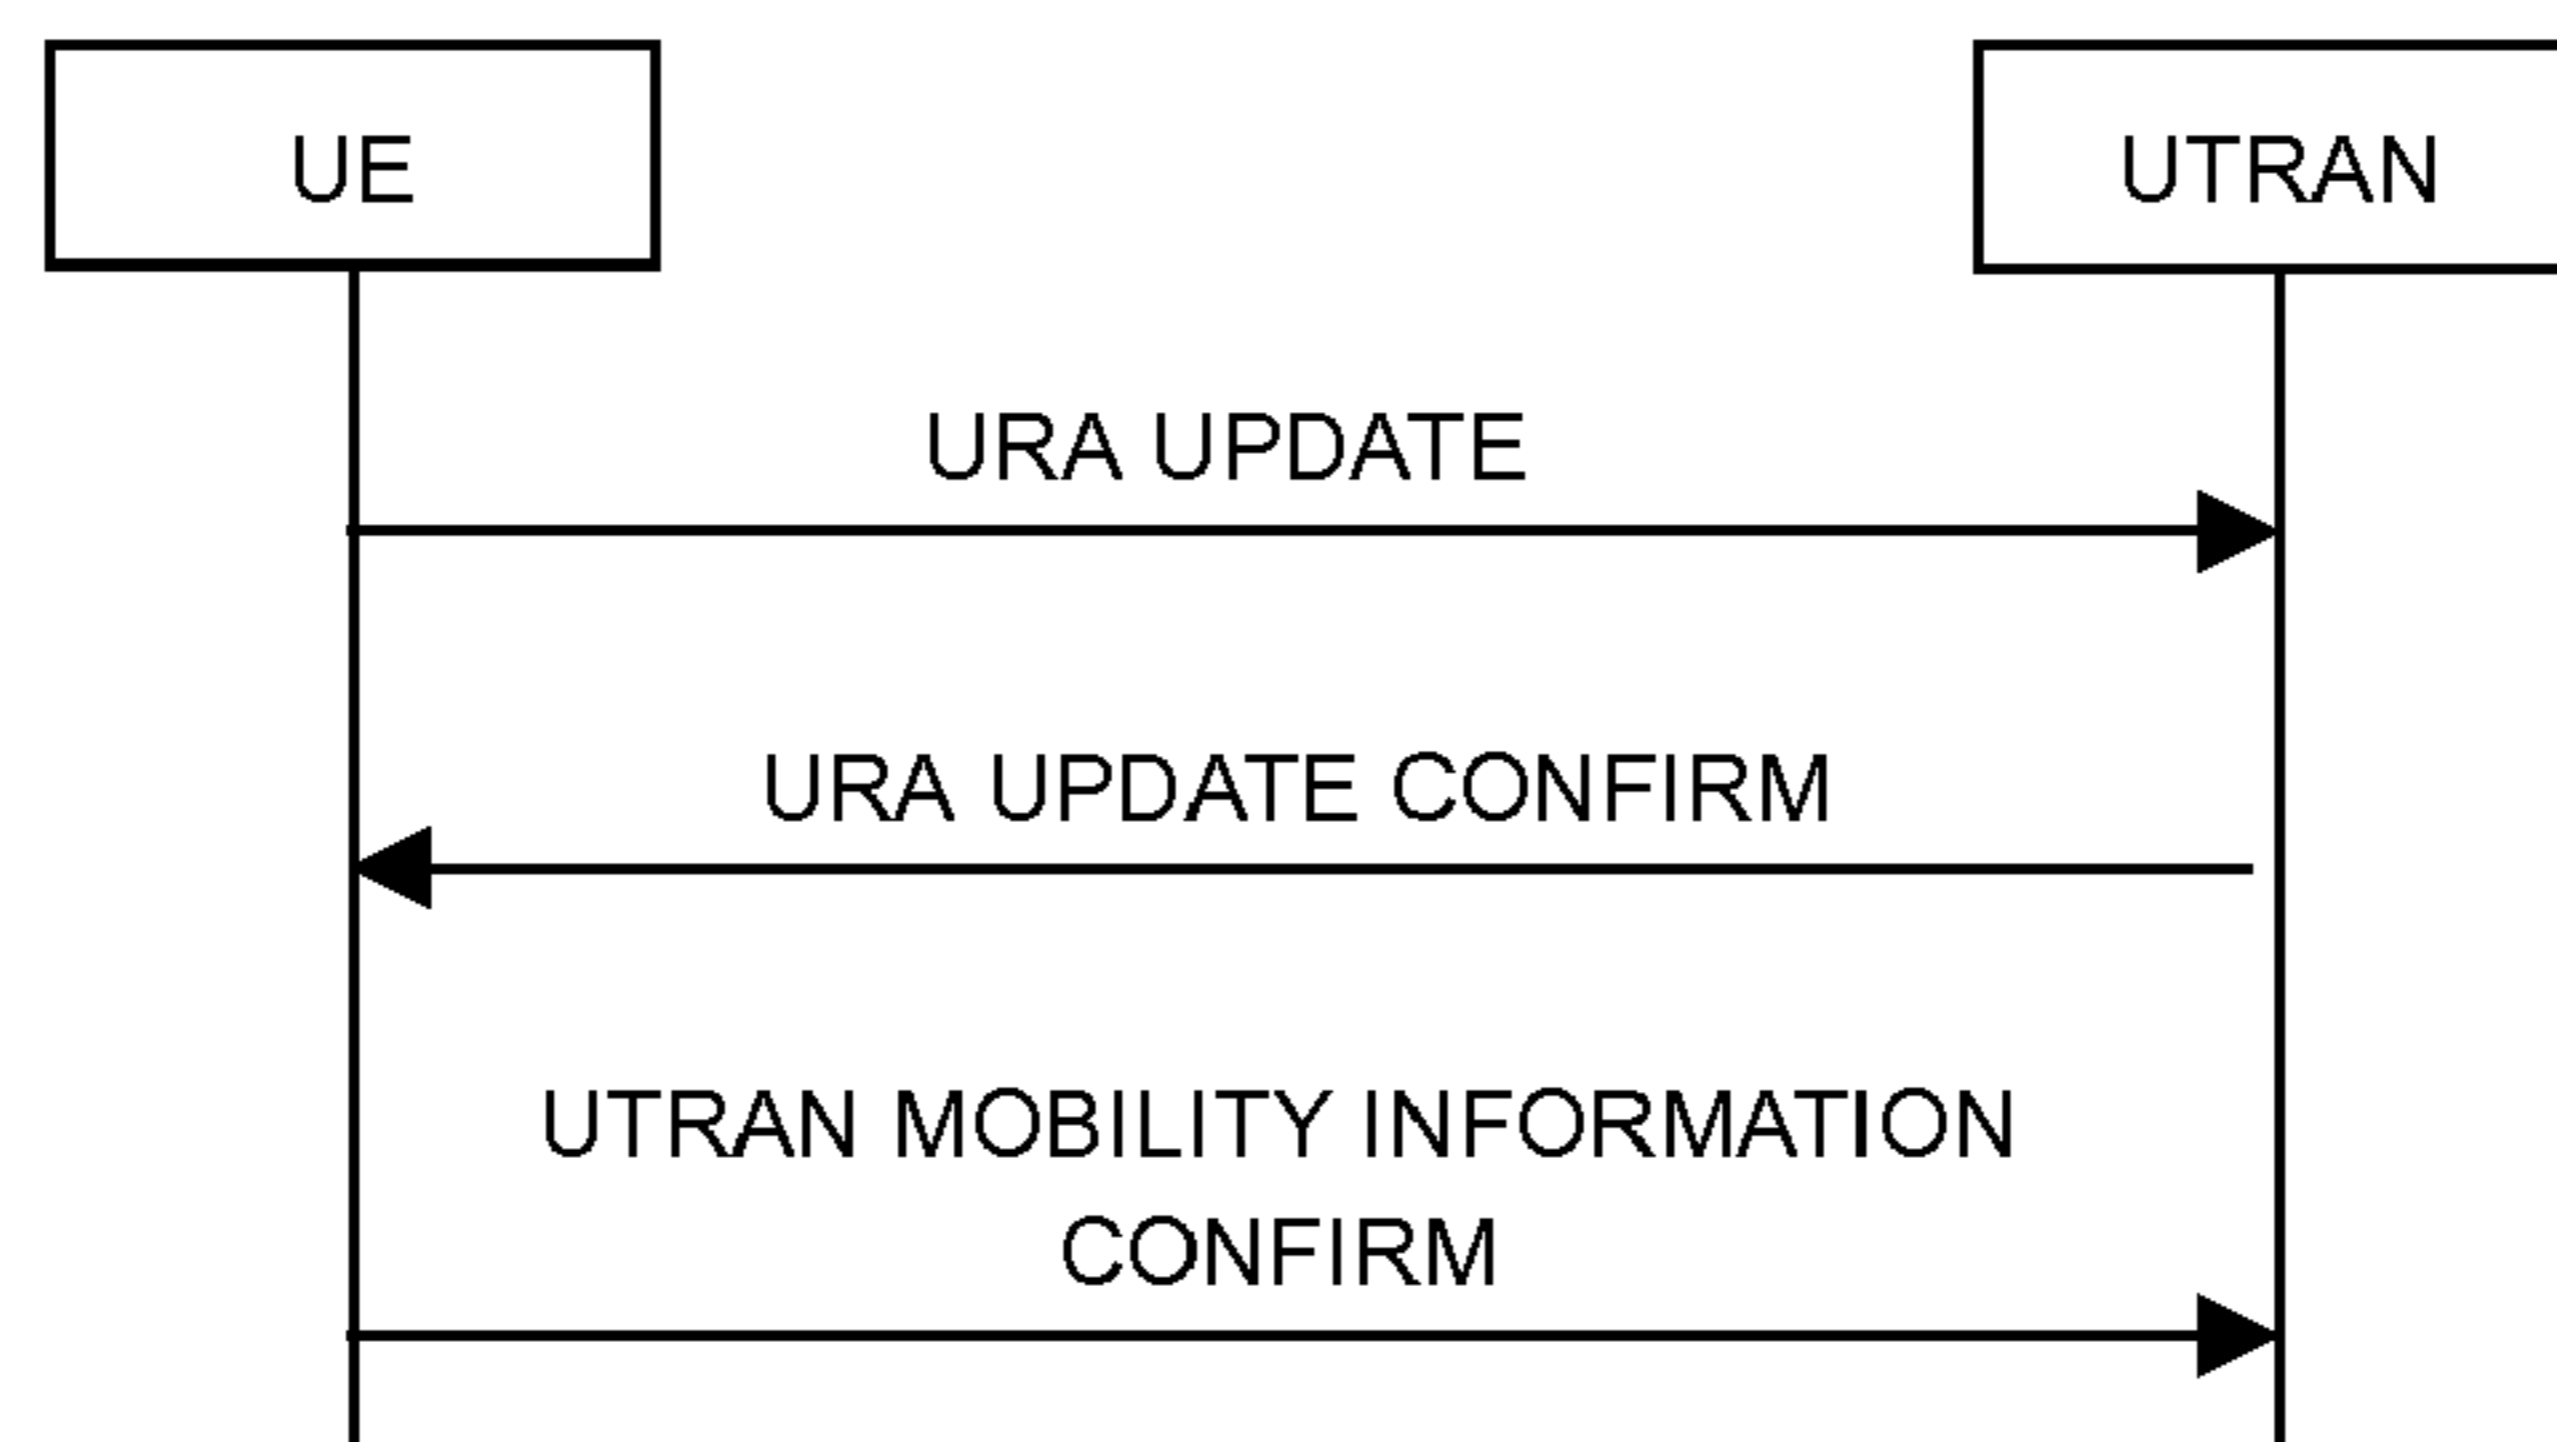 UE
UTRAN
URA UPDATE
URA UPDATE CONFIRM
UTRAN MOBILITY INFORMATION
CONFIRM